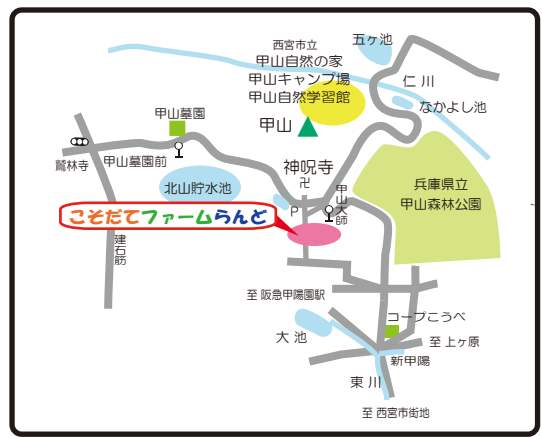 五ヶ池
西宮市立
甲山自然の家
甲山キャンプ場
甲山自然学習館
仁川
なかよし池
甲山墓園
甲山
鷲林寺
甲山墓園前
神呪寺
卍
北山貯水池
甲山大師
兵庫県立
甲山森林公園
P
こそだてファームらんど
建石筋
至 阪急甲陽園駅
コープこうべ
大池
至 上ヶ原
新甲陽
東川
至 西宮市街地